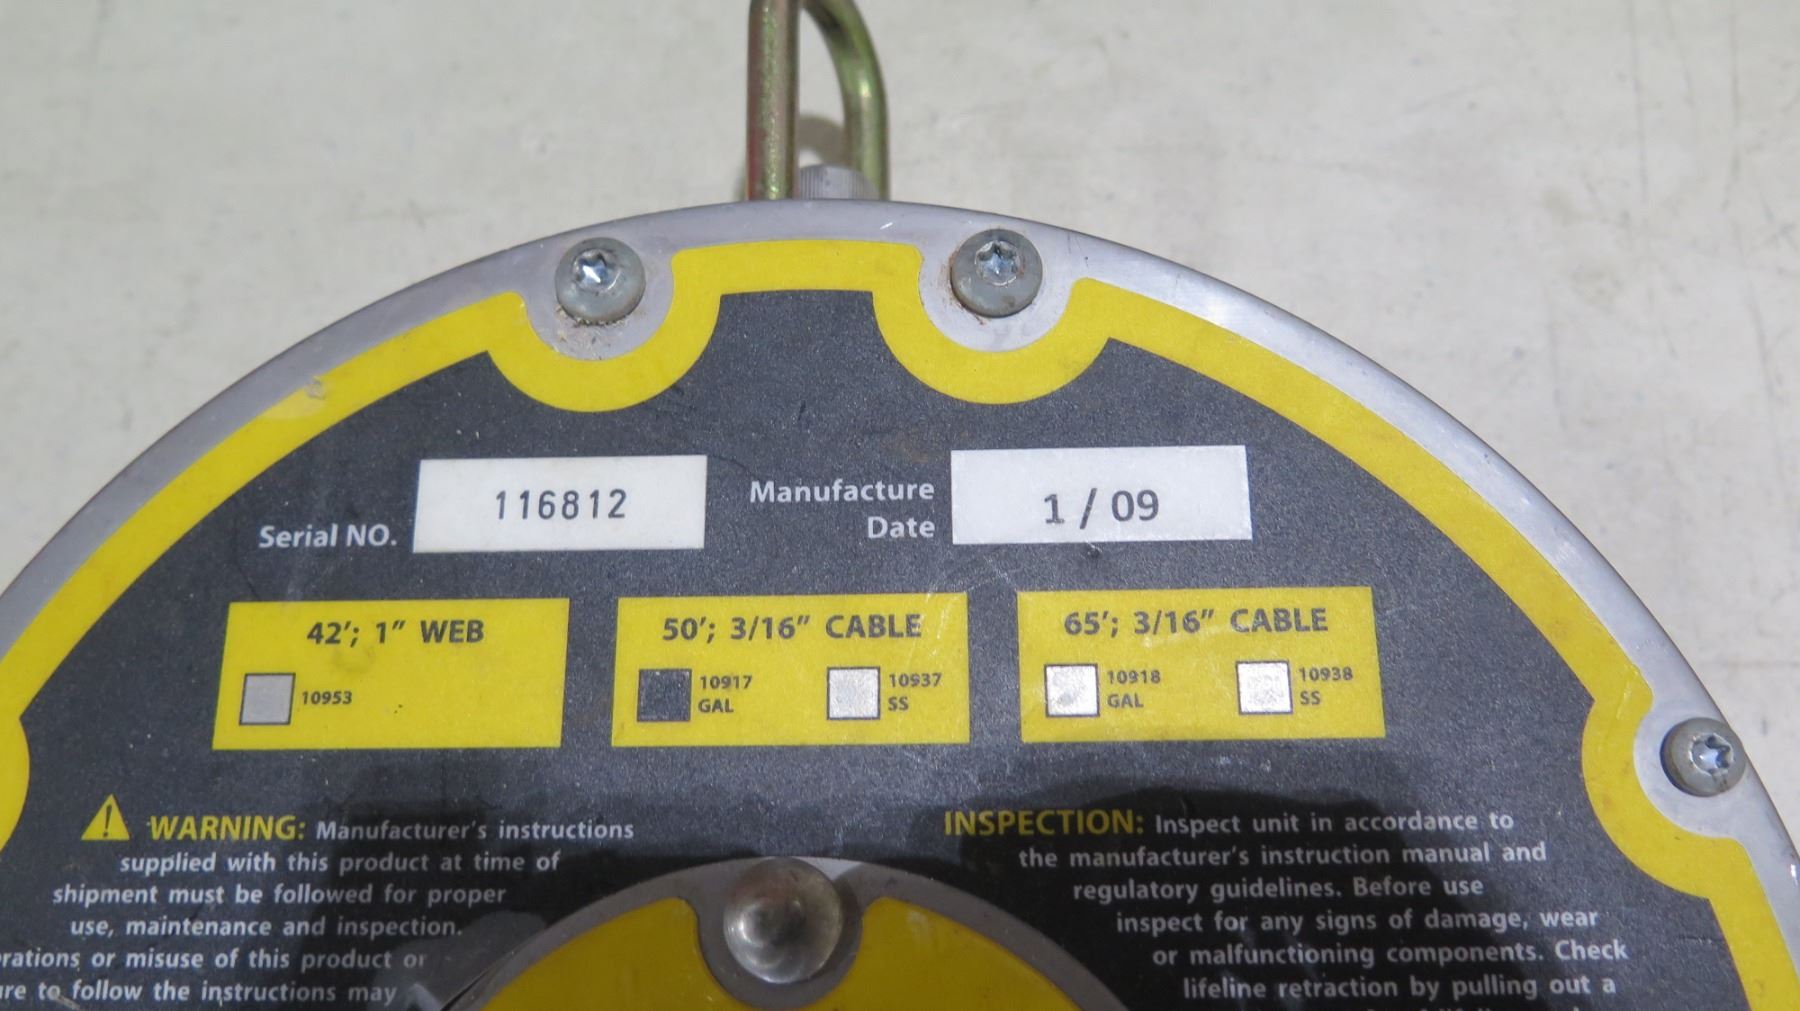 Serial NO. 116812
Manufacture
Date
1 / 09
42'; 1" WEB
10953
50'; 3/16" CABLE
10917
GAL
10937
SS
65'; 3/16" CABLE
10918
GAL
10938
SS
WARNING: Manufacturer's instructions
supplied with this product at time of
shipment must be followed for proper
use, maintenance and inspection.
rations or misuse of this product or
ure to follow the instructions may
INSPECTION: Inspect unit in accordance to
the manufacturer's instruction manual and
regulatory guidelines. Before use
inspect for any signs of damage, wear
or malfunctioning components. Check
lifeline retraction by pulling out a